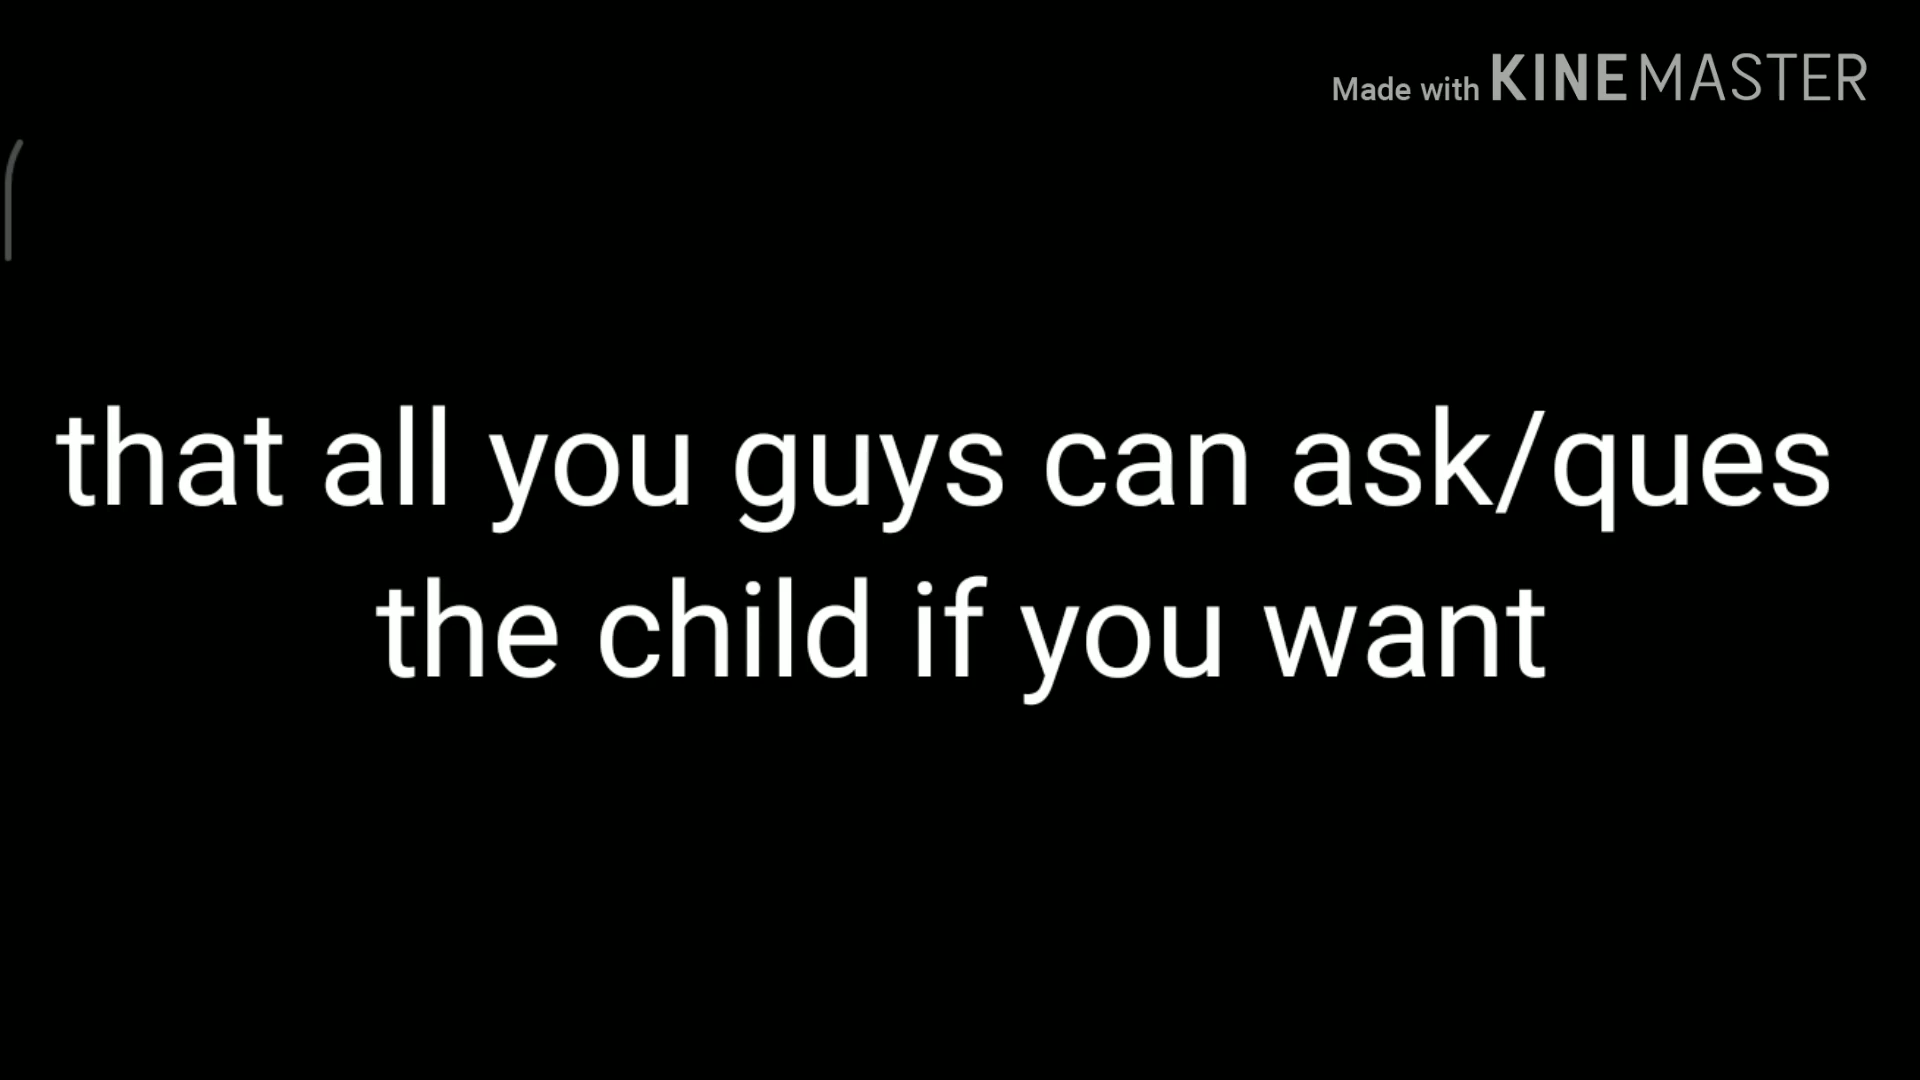 Made with KINEMASTER
that all you guys can ask/ques
the child if you want